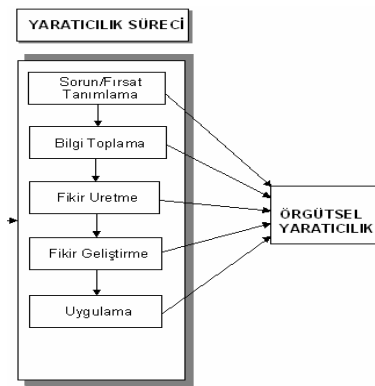 YARATICILIK SÜRECİ
Sorun/Fırsat
Tanımlama
Bilgi Toplama
Fikir Uretme
Fikir Geliştirme
Uygulama
ÖRGÜTSEL
YARATICILIK